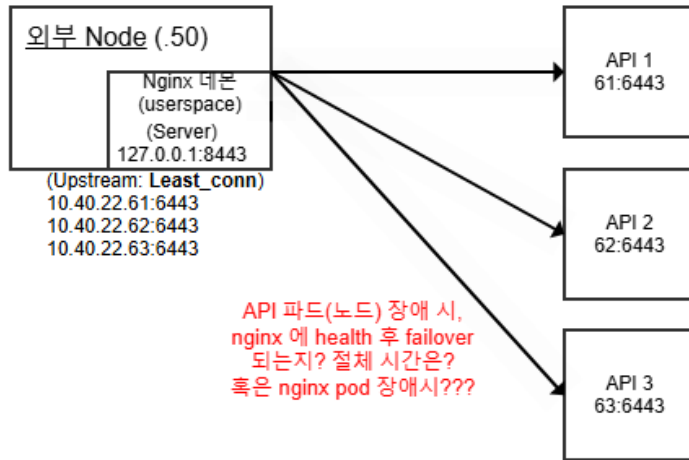 외부 Node (.50)
Nginx 데몬
(userspace)
(Server)
127.0.0.1:8443
(Upstream: Least_conn)
10.40.22.61:6443
10.40.22.62:6443
10.40.22.63:6443
API 1
61:6443
API 2
62:6443
API 3
63:6443
API 파드(노드) 장애 시,
nginx 에 health 후 failover
되는지? 절체 시간은?
혹은 nginx pod 장애시???